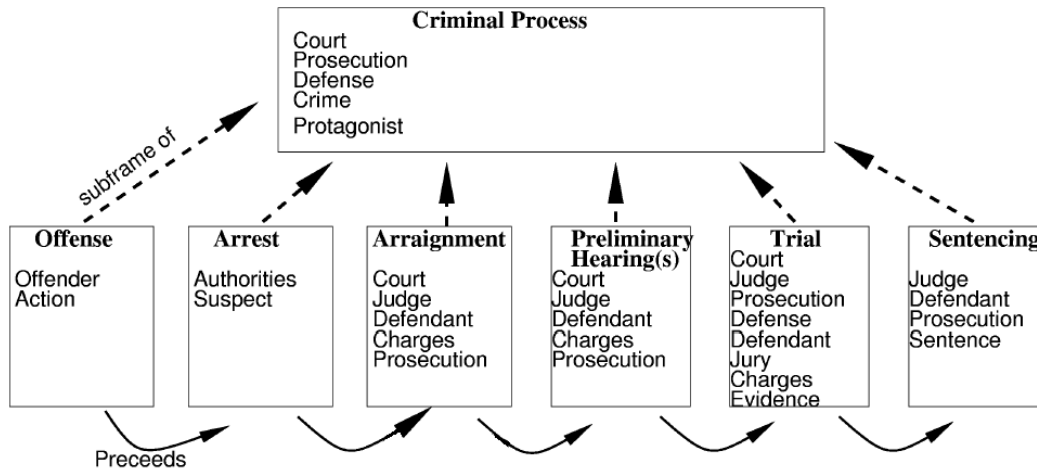 Criminal Process
Court
Prosecution
Defense
Crime
Protagonist
subframe of
Offense
Offender
Action
Arrest
Authorities
Suspect
Arraignment
Court
Judge
Defendant
Charges
Prosecution
Preliminary
Hearing(s)
Court
Judge
Defendant
Charges
Prosecution
Trial
Court
Judge
Prosecution
Defense
Defendant
Jury
Charges
Evidence
Sentencing
Judge
Defendant
Prosecution
Sentence
Preceeds